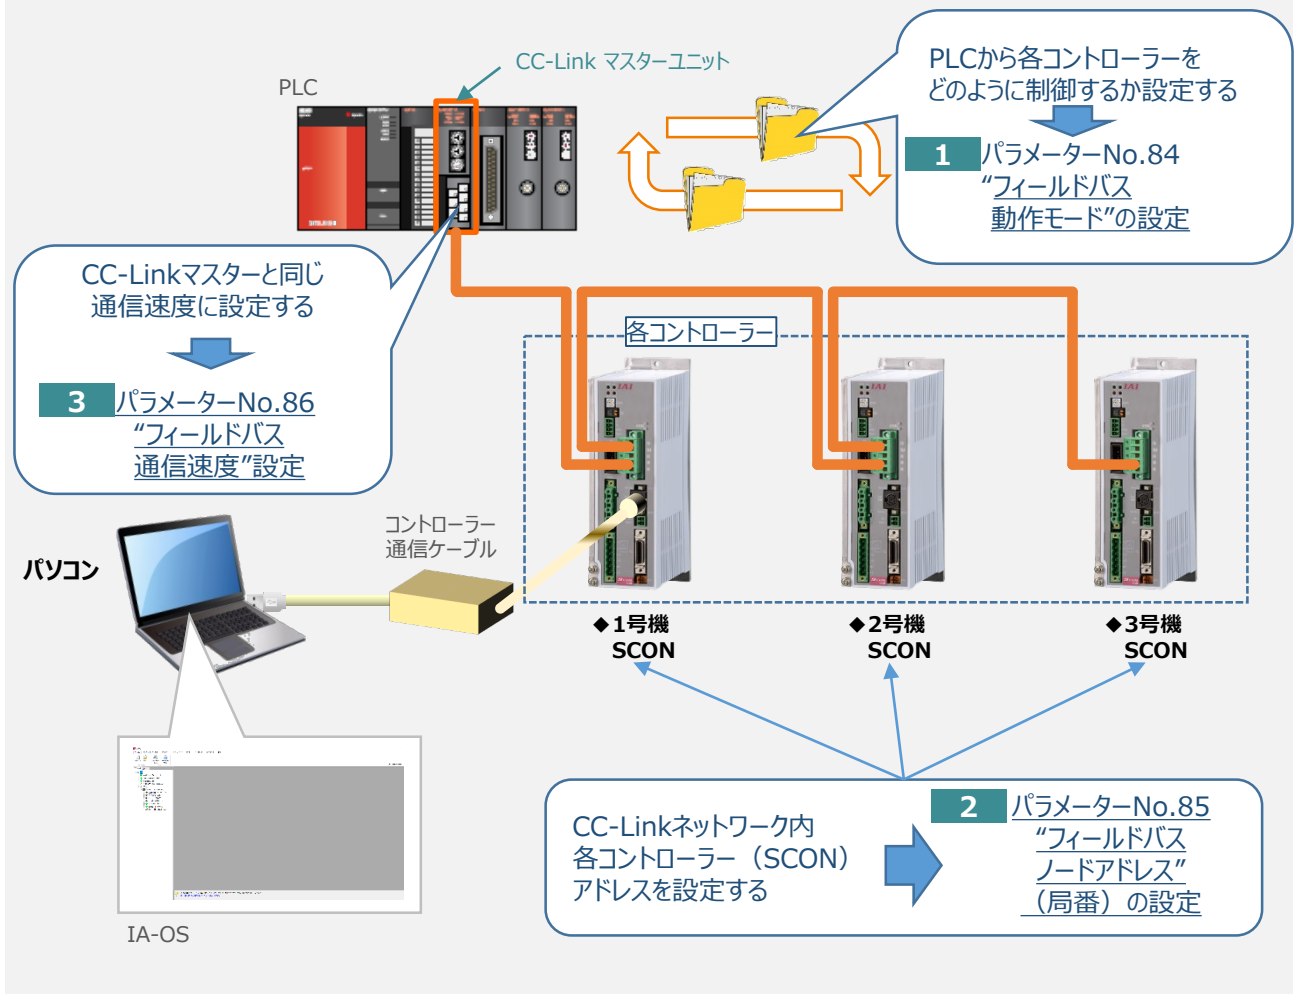 CC-Link マスターユニット
PLC
PLCから各コントローラーを
どのように制御するか設定する
1 パラメーターNo.84
“フィールドバス
動作モード”の設定
CC-Linkマスターと同じ
通信速度に設定する
3 パラメーターNo.86
“フィールドバス
通信速度”設定
各コントローラー
IAI
IAI
IAI
コントローラー
通信ケーブル
パソコン
◆1号機
SCON
◆2号機
SCON
◆3号機
SCON
CC-Linkネットワーク内
各コントローラー（SCON）
アドレスを設定する
2 パラメーターNo.85
“フィールドバス
ノードアドレス”
（局番）の設定
IA-OS